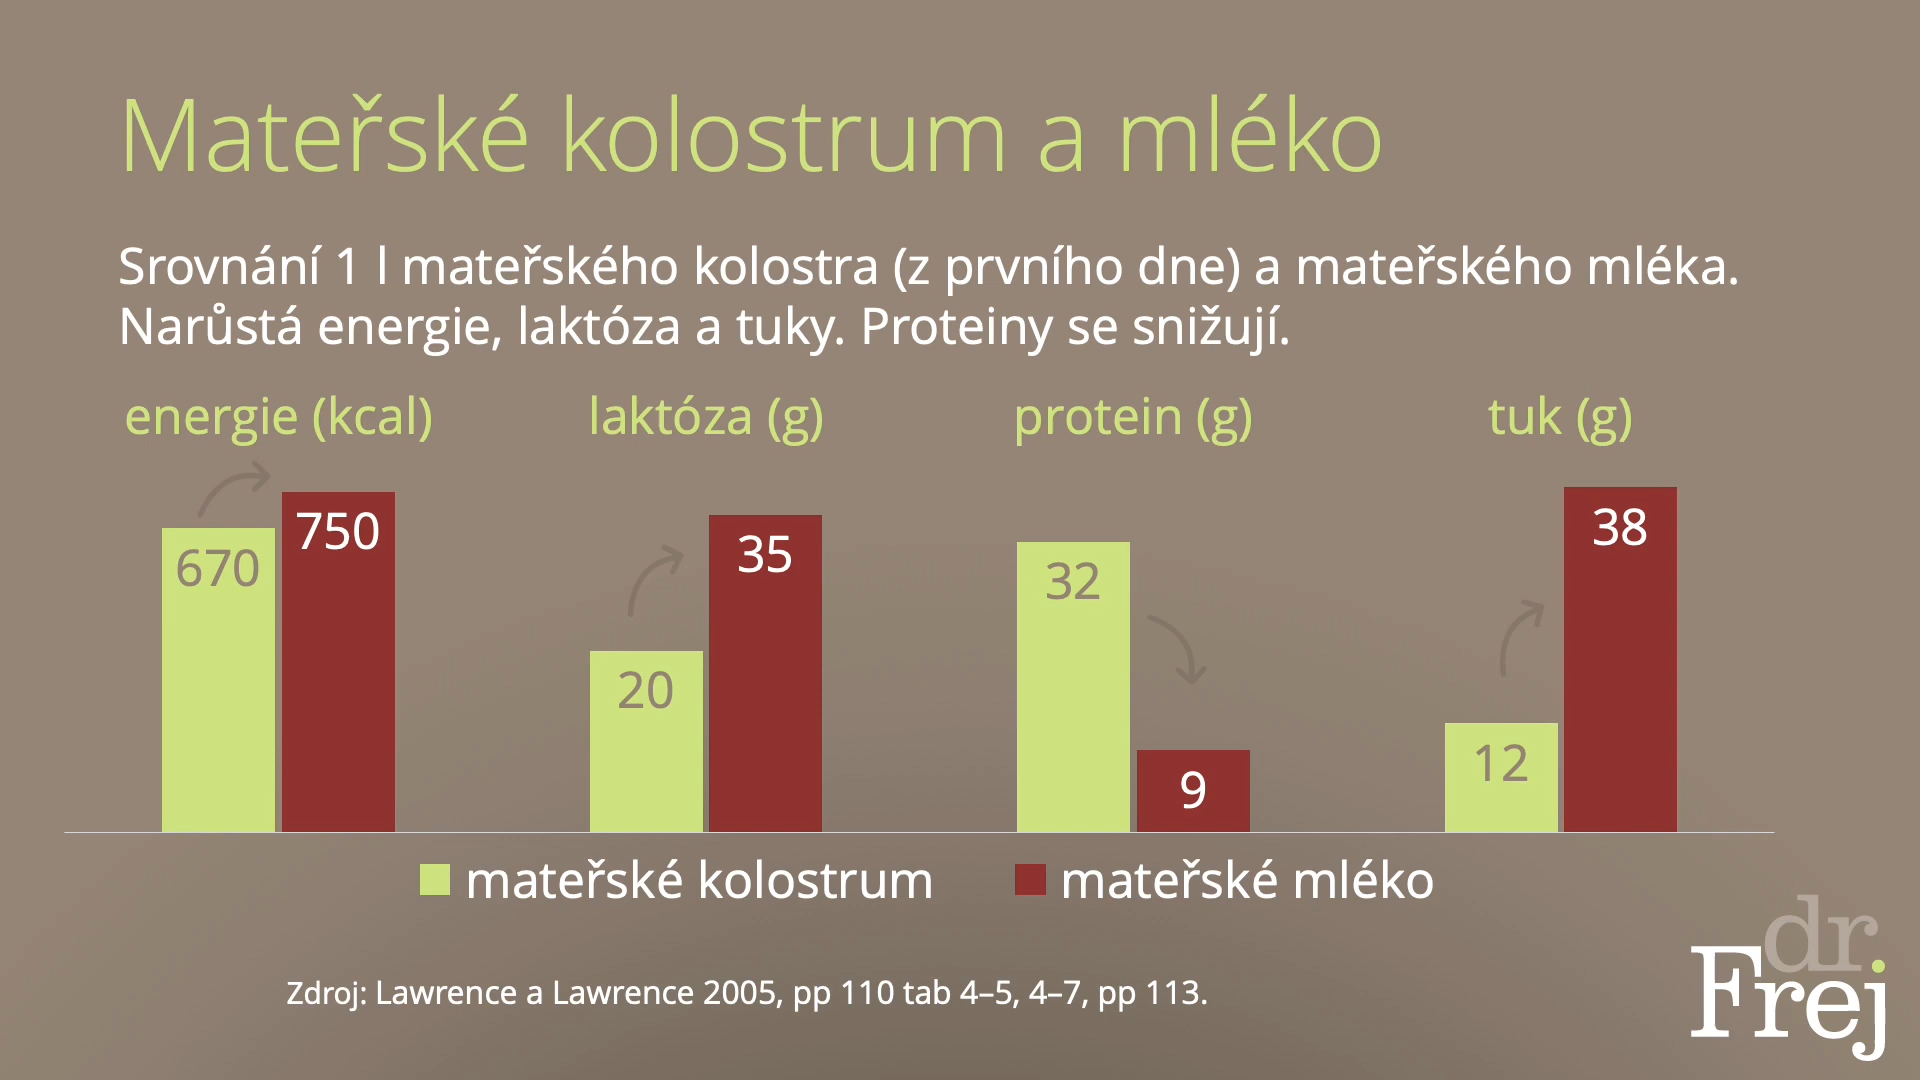 Mateřské kolostrum a mléko
Srovnání 1 l mateřského kolostra (z prvního dne) a mateřského mléka.
Narůstá energie, laktóza a tuky. Proteiny se snižují.
energie (kcal) laktóza (g) protein (g) tuk (g)
670 750 20 35 32 9 12 38
mateřské kolostrum mateřské mléko
Zdroj: Lawrence a Lawrence 2005, pp 110 tab 4–5, 4–7, pp 113.
dr.
Frej